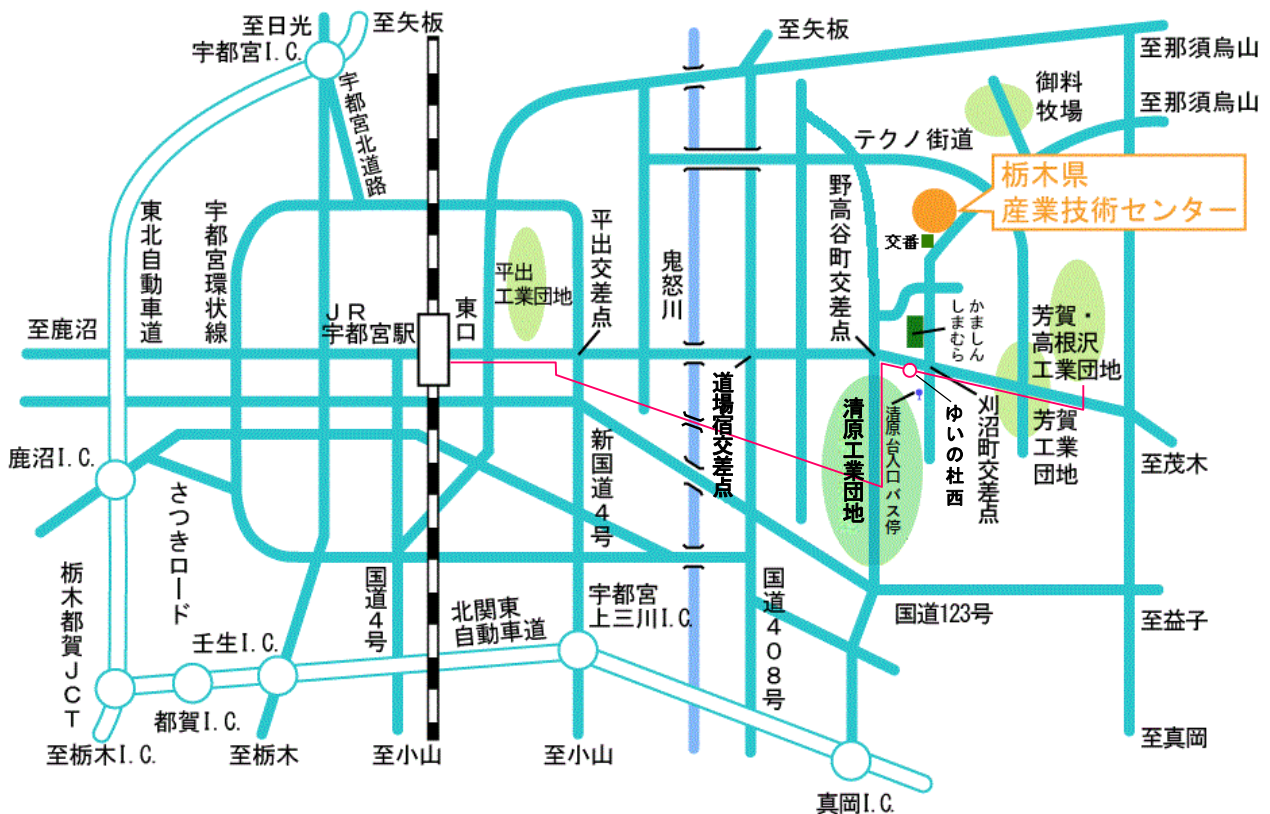 至日光
宇都宮I.C.
至矢板
至矢板
至那須烏山
御料
牧場
至那須烏山
宇都宮北道路
テクノ街道
栃木県
産業技術センター
東北自動車道
宇都宮環状線
平出交差点
鬼怒川
野高谷町交差点
交番
平出
工業団地
ＪＲ
宇都宮駅
東口
至鹿沼
かましん
しまむら
芳賀・
高根沢
工業団地
道場宿交差点
清原工業団地
清原台入口バス停
ゆいの杜西
刈沼町交差点
芳賀
工業
団地
至茂木
鹿沼I.C.
さつきロード
新国道４号
栃木都賀ＪＣＴ
国道４号
北関東
自動車道
宇都宮
上三川I.C.
国道４０８号
国道123号
至益子
壬生I.C.
都賀I.C.
至栃木I.C.
至栃木
至小山
至小山
至真岡
真岡I.C.